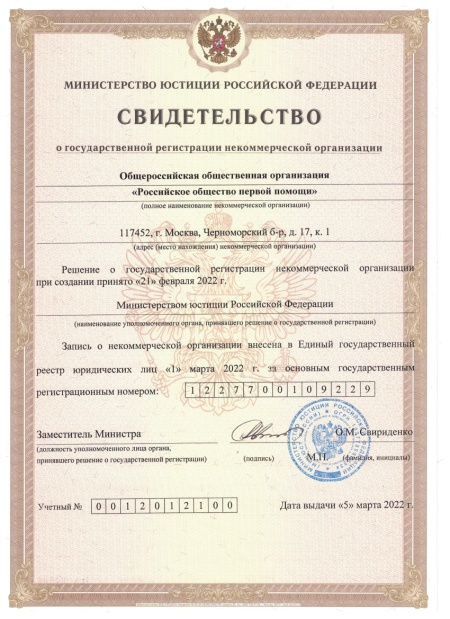 МИНИСТЕРСТВО ЮСТИЦИИ РОССИЙСКОЙ ФЕДЕРАЦИИ
СВИДЕТЕЛЬСТВО
о государственной регистрации некоммерческой организации
Общероссийская общественная организация
«Российское общество первой помощи»
(полное наименование некоммерческой организации)
117452, г. Москва, Черноморский б-р, д. 17, к. 1
(адрес (место нахождения) некоммерческой организации)
Решение о государственной регистрации некоммерческой организации
при создании принято «21» февраля 2022 г.
Министерством юстиции Российской Федерации
(наименование уполномоченного органа, принявшего решение о государственной регистрации)
Запись о некоммерческой организации внесена в Единый государственный
реестр юридических лиц «1» марта 2022 г. за основным государственным
регистрационным номером: 1 2 2 7 7 0 0 1 0 9 2 2 9
Заместитель Министра О.М. Свириденко
(должность уполномоченного лица органа,
принявшего решение о государственной регистрации) (подпись) М.П. (фамилия, инициалы)
Учетный № 0 0 1 2 0 1 2 1 0 0 Дата выдачи «5» марта 2022 г.